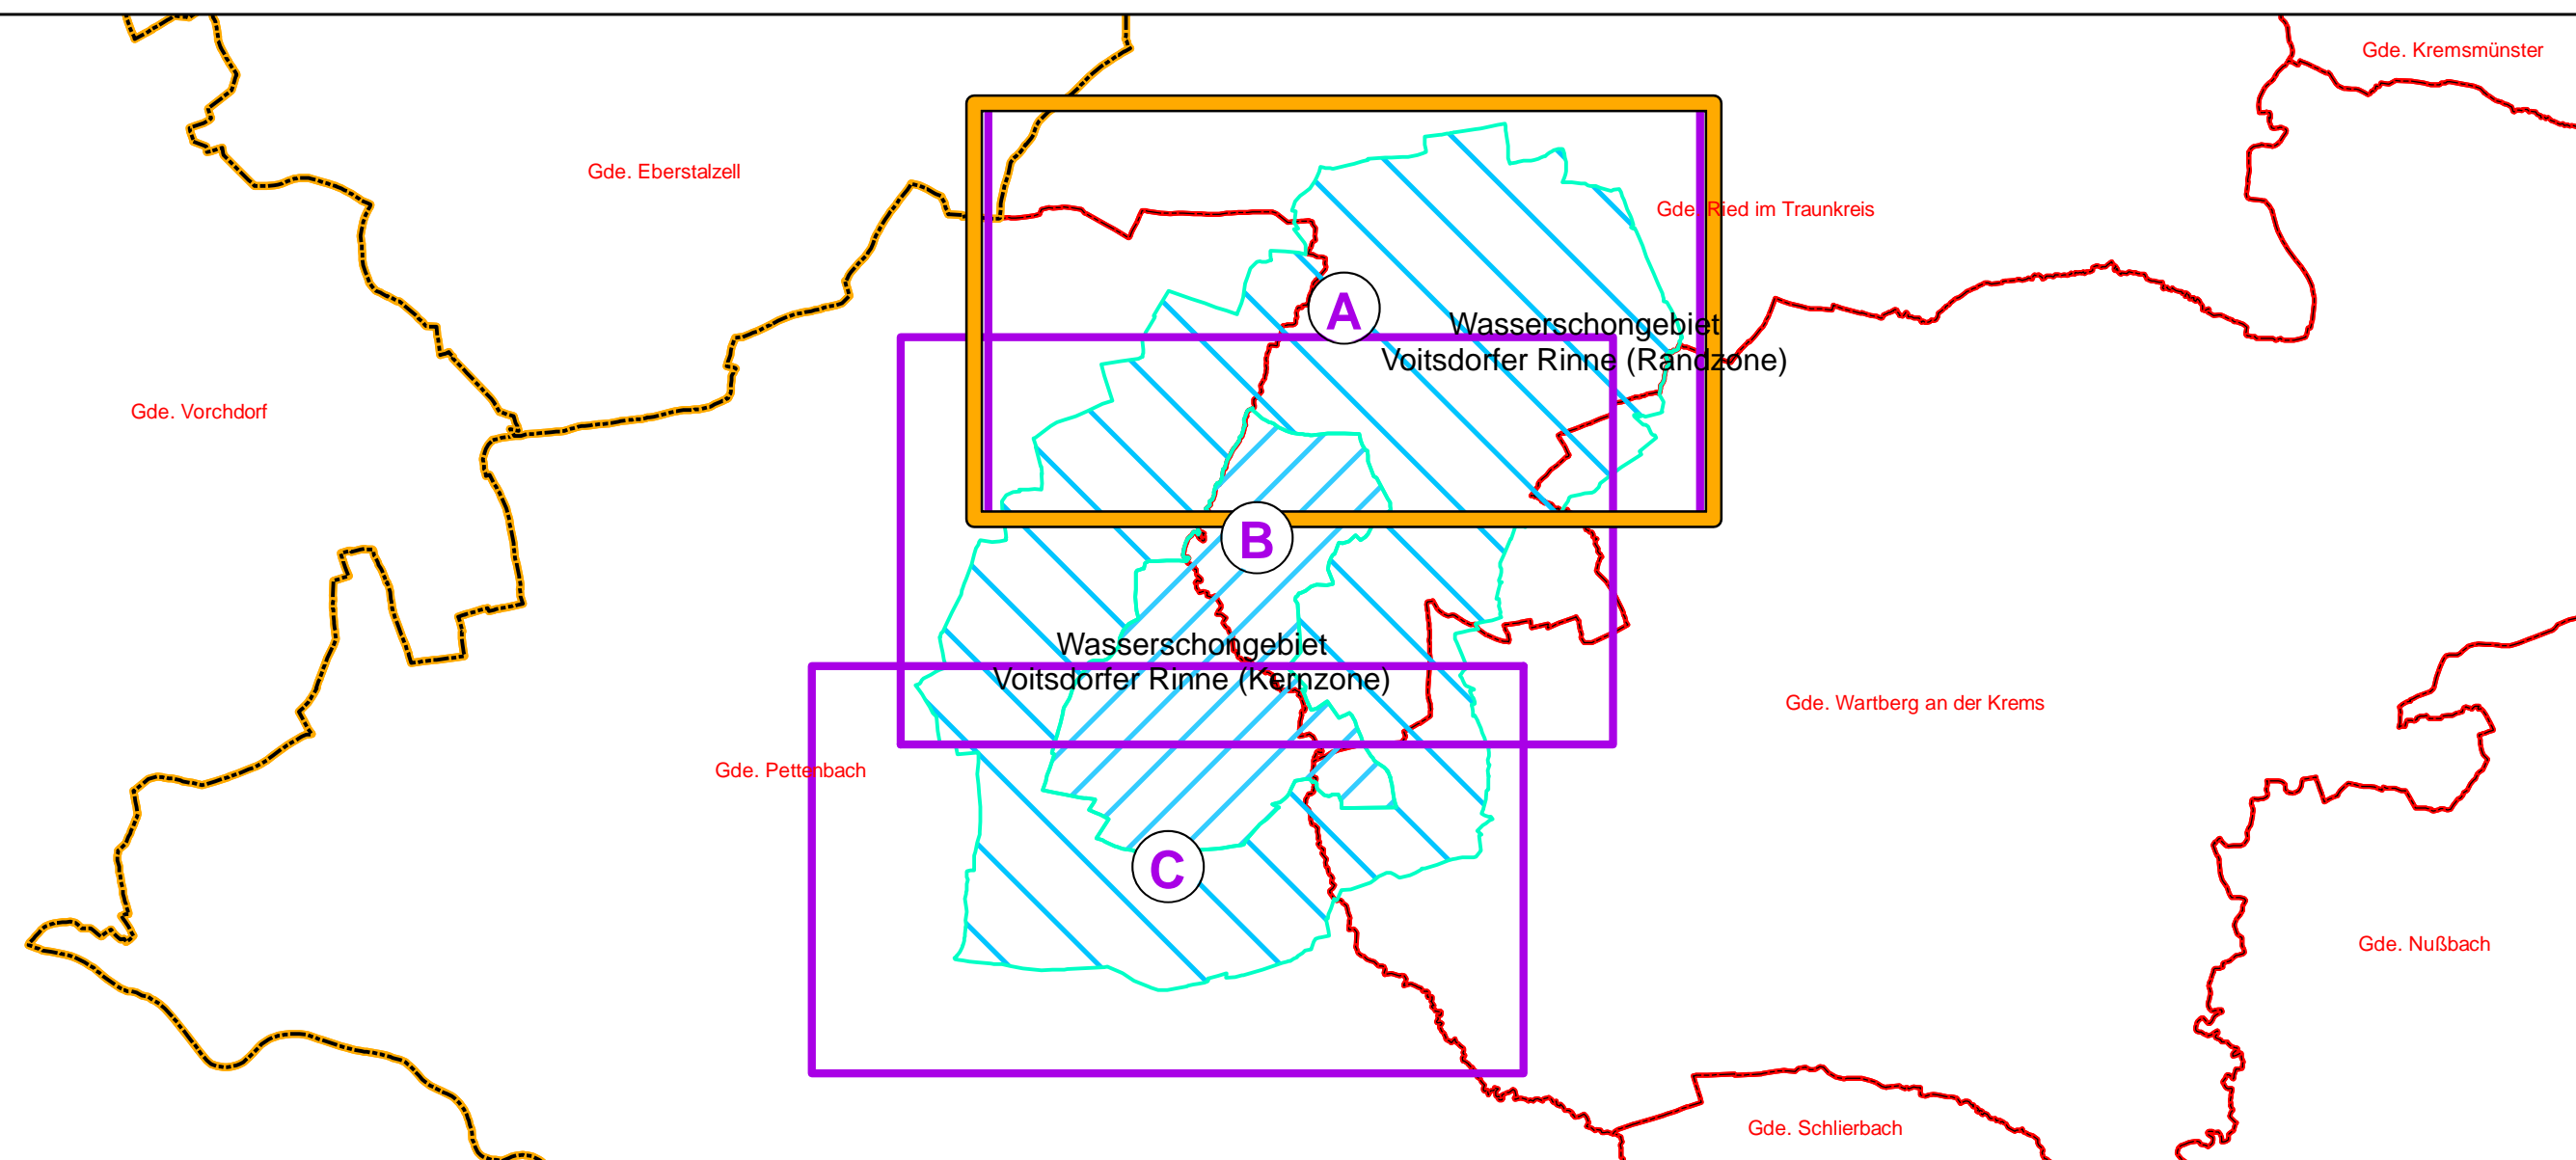 Gde. Kremsmünster
Gde. Eberstalzell
Gde. Ried im Traunkreis
A
Wasserschongebiet
Voitsdorfer Rinne (Randzone)
Gde. Vorchdorf
B
Wasserschongebiet
Voitsdorfer Rinne (Kernzone)
Gde. Wartberg an der Krems
Gde. Pettenbach
C
Gde. Nußbach
Gde. Schlierbach